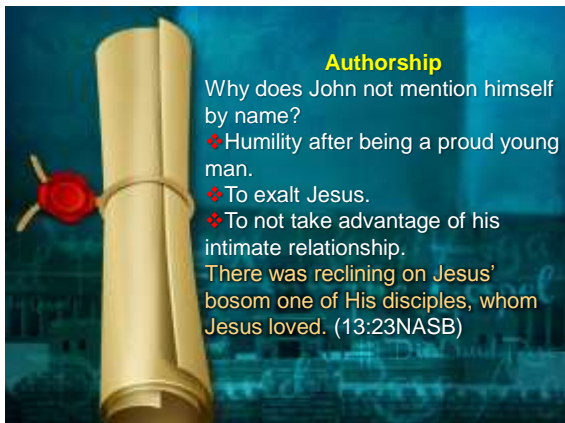 Authorship
Why does John not mention himself
by name?
❖Humility after being a proud young
man.
❖To exalt Jesus.
❖To not take advantage of his
intimate relationship.
There was reclining on Jesus’
bosom one of His disciples, whom
Jesus loved. (13:23NASB)